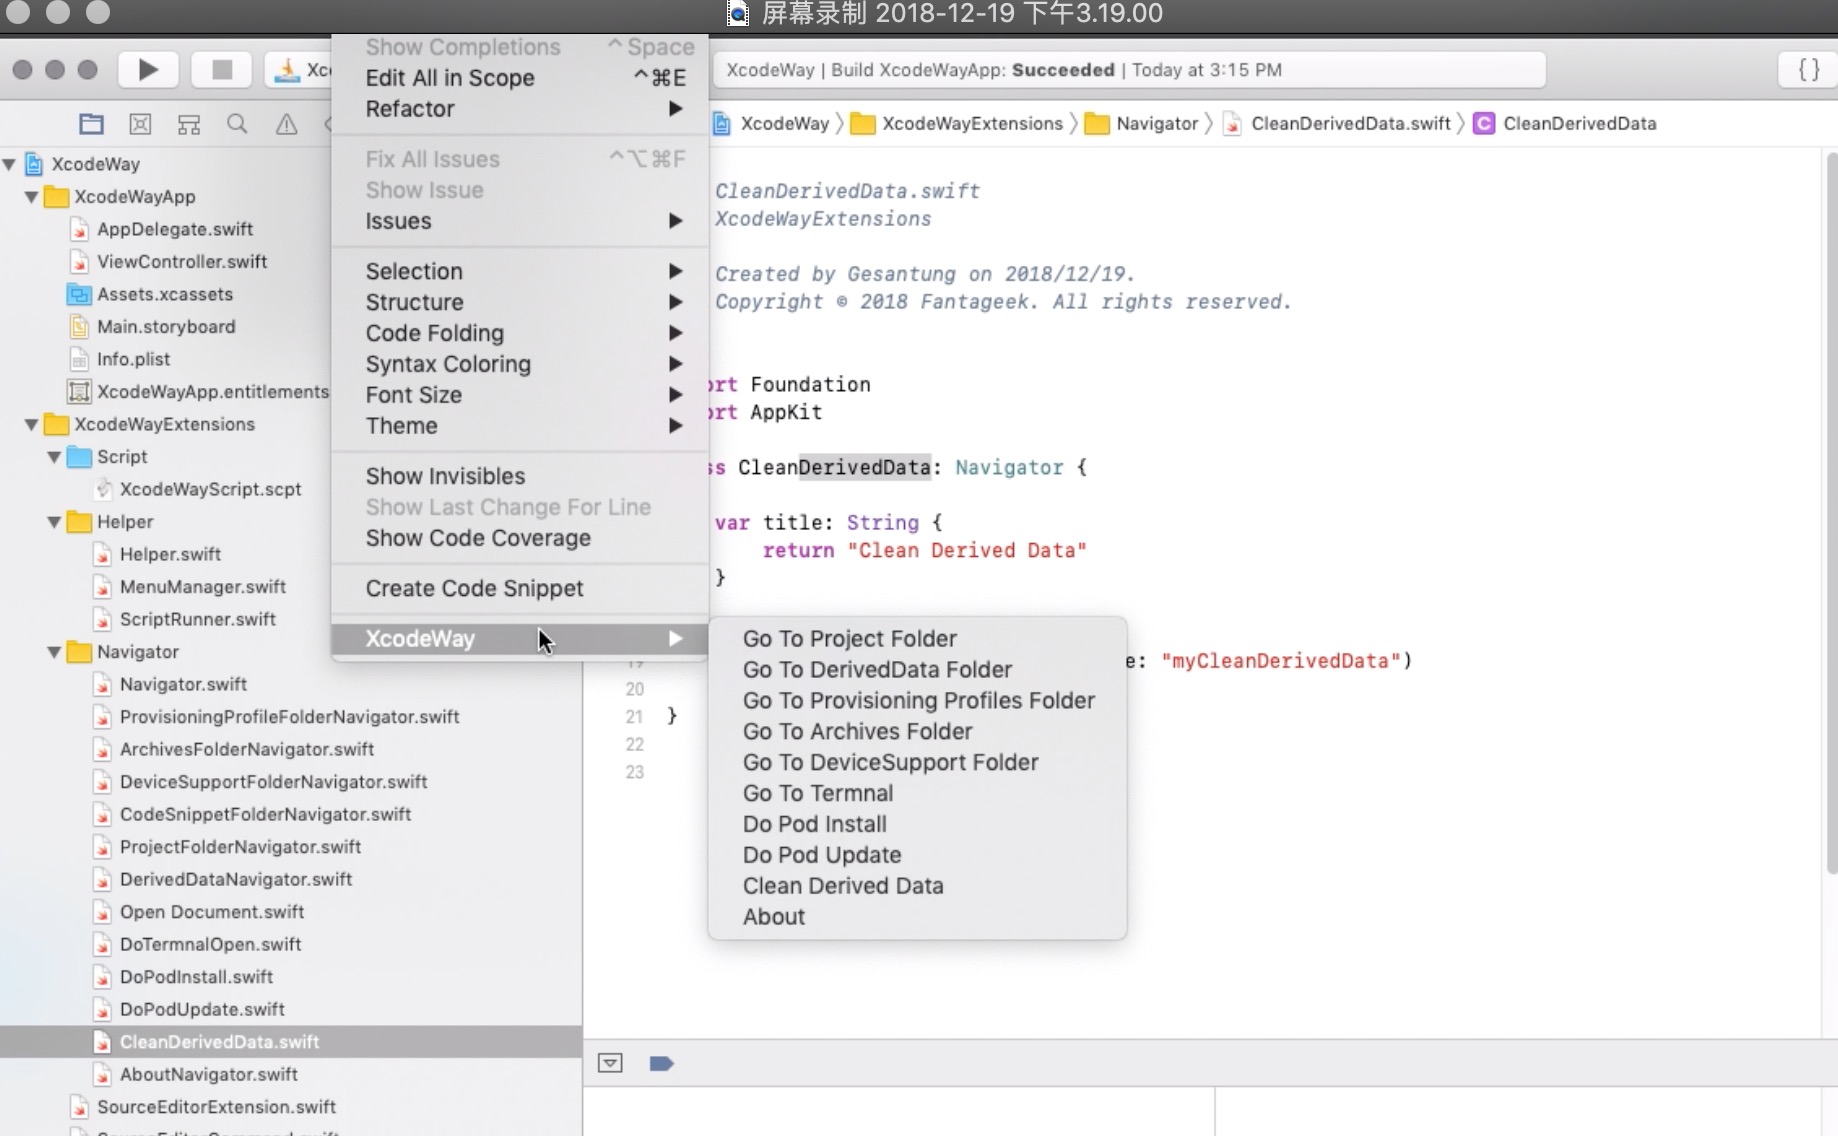 屏幕录制 2018-12-19 下午3.19.00
XcodeWay | Build XcodeWayApp: Succeeded | Today at 3:15 PM
{ }
XcodeWay
XcodeWayExtensions
Navigator
CleanDerivedData.swift
CleanDerivedData
XcodeWay
XcodeWayApp
AppDelegate.swift
ViewController.swift
Assets.xcassets
Main.storyboard
Info.plist
XcodeWayApp.entitlements
XcodeWayExtensions
Script
XcodeWayScript.scpt
Helper
Helper.swift
MenuManager.swift
ScriptRunner.swift
Navigator
Navigator.swift
ProvisioningProfileFolderNavigator.swift
ArchivesFolderNavigator.swift
DeviceSupportFolderNavigator.swift
CodeSnippetFolderNavigator.swift
ProjectFolderNavigator.swift
DerivedDataNavigator.swift
Open Document.swift
DoTermnalOpen.swift
DoPodInstall.swift
DoPodUpdate.swift
CleanDerivedData.swift
AboutNavigator.swift
SourceEditorExtension.swift
Show Completions ^ Space
Edit All in Scope ^⌘E
Refactor
Fix All Issues ^⌥⌘F
Show Issue
Issues
Selection
Structure
Code Folding
Syntax Coloring
Font Size
Theme
Show Invisibles
Show Last Change For Line
Show Code Coverage
Create Code Snippet
XcodeWay
Go To Project Folder
Go To DerivedData Folder
Go To Provisioning Profiles Folder
Go To Archives Folder
Go To DeviceSupport Folder
Go To Termnal
Do Pod Install
Do Pod Update
Clean Derived Data
About
CleanDerivedData.swift
XcodeWayExtensions
Created by Gesantung on 2018/12/19.
Copyright © 2018 Fantageek. All rights reserved.
ort Foundation
ort AppKit
ss CleanDerivedData: Navigator {
var title: String {
return "Clean Derived Data"
}
19 e: "myCleanDerivedData")
20
21 }
22
23